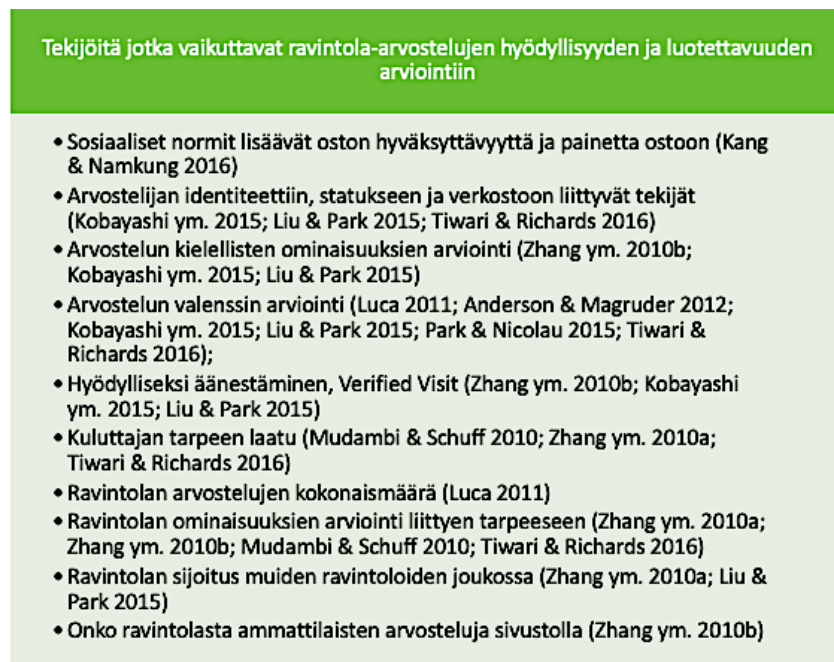 Tekijöitä jotka vaikuttavat ravintola-arvostelujen hyödyllisyyden ja luotettavuuden
arviointiin
• Sosiaaliset normit lisäävät oston hyväksyttävyyttä ja painetta ostoon (Kang
& Namkung 2016)
• Arvostelijan identiteettiin, statukseen ja verkostoon liittyvät tekijät
(Kobayashi ym. 2015; Liu & Park 2015; Tiwari & Richards 2016)
• Arvostelun kielellisten ominaisuuksien arviointi (Zhang ym. 2010b;
Kobayashi ym. 2015; Liu & Park 2015)
• Arvostelun valenssin arviointi (Luca 2011; Anderson & Magruder 2012;
Kobayashi ym. 2015; Liu & Park 2015; Park & Nicolau 2015; Tiwari &
Richards 2016);
• Hyödylliseksi äänestäminen, Verified Visit (Zhang ym. 2010b; Kobayashi
ym. 2015; Liu & Park 2015)
• Kuluttajan tarpeen laatu (Mudambi & Schuff 2010; Zhang ym. 2010a;
Tiwari & Richards 2016)
• Ravintolan arvostelujen kokonaismäärä (Luca 2011)
• Ravintolan ominaisuuksien arviointi liittyen tarpeeseen (Zhang ym. 2010a;
Zhang ym. 2010b; Mudambi & Schuff 2010; Tiwari & Richards 2016)
• Ravintolan sijoitus muiden ravintoloiden joukossa (Zhang ym. 2010a; Liu &
Park 2015)
• Onko ravintolasta ammattilaisten arvosteluja sivustolla (Zhang ym. 2010b)